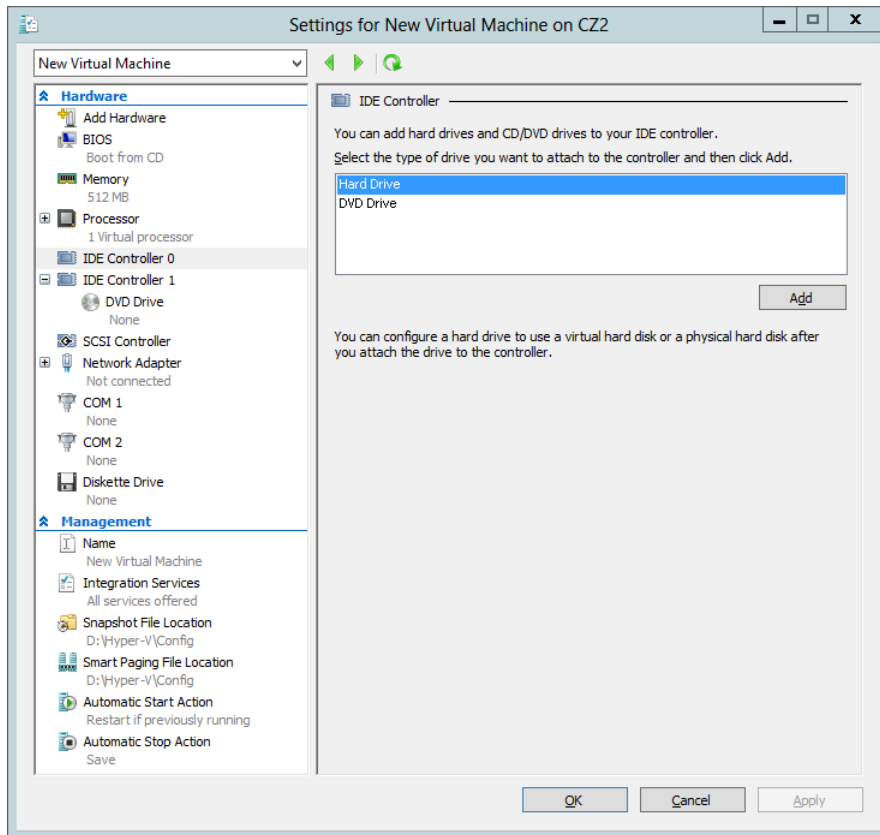 Settings for New Virtual Machine on CZ2
New Virtual Machine
Hardware
Add Hardware
BIOS
Boot from CD
Memory
512 MB
Processor
1 Virtual processor
IDE Controller 0
IDE Controller 1
DVD Drive
None
SCSI Controller
Network Adapter
Not connected
COM 1
None
COM 2
None
Diskette Drive
None
Management
Name
New Virtual Machine
Integration Services
All services offered
Snapshot File Location
D:\Hyper-V\Config
Smart Paging File Location
D:\Hyper-V\Config
Automatic Start Action
Restart if previously running
Automatic Stop Action
Save
IDE Controller
You can add hard drives and CD/DVD drives to your IDE controller.
Select the type of drive you want to attach to the controller and then click Add.
Hard Drive
DVD Drive
Add
You can configure a hard drive to use a virtual hard disk or a physical hard disk after
you attach the drive to the controller.
OK
Cancel
Apply